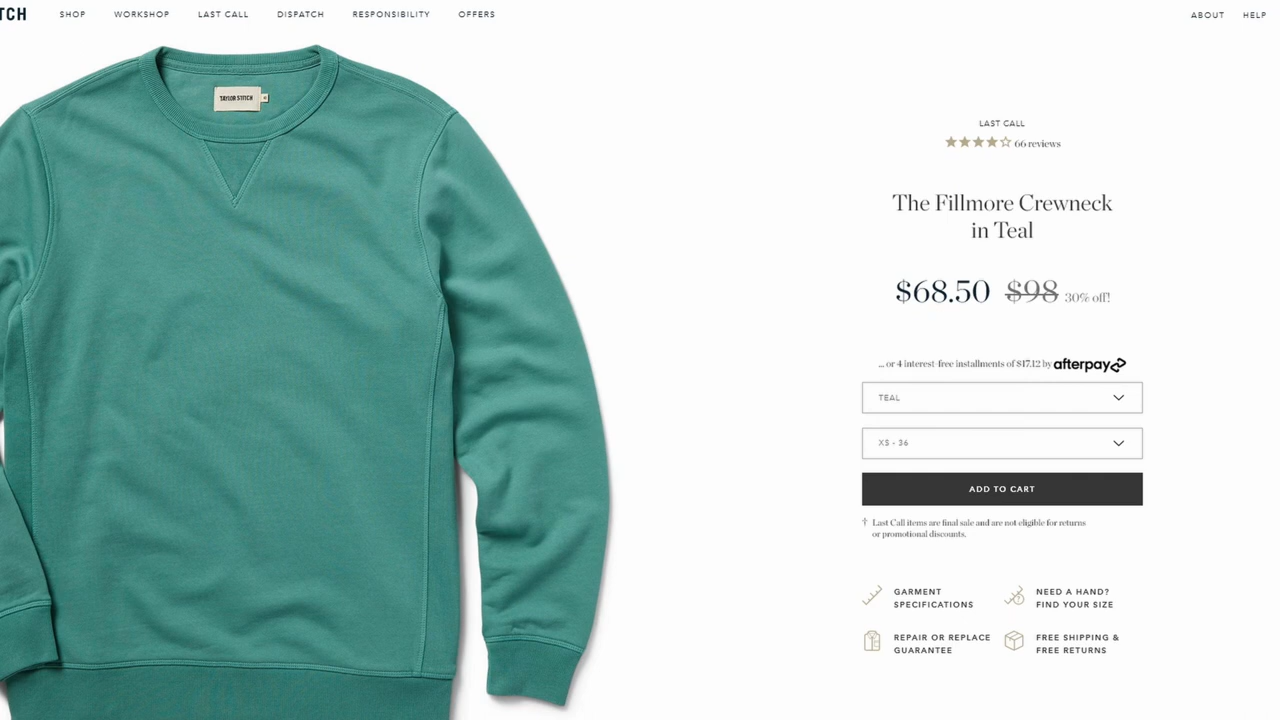 TCH
SHOP WORKSHOP LAST CALL DISPATCH RESPONSIBILITY OFFERS
ABOUT HELP
TAYLOR STITCH
LAST CALL
66 reviews
The Fillmore Crewneck
in Teal
$68.50 $98 30% off!
... or 4 interest-free installments of $17.12 by afterpay
TEAL
XS - 36
ADD TO CART
† Last Call items are final sale and are not eligible for returns
or promotional discounts.
GARMENT
SPECIFICATIONS
NEED A HAND?
FIND YOUR SIZE
REPAIR OR REPLACE
GUARANTEE
FREE SHIPPING &
FREE RETURNS